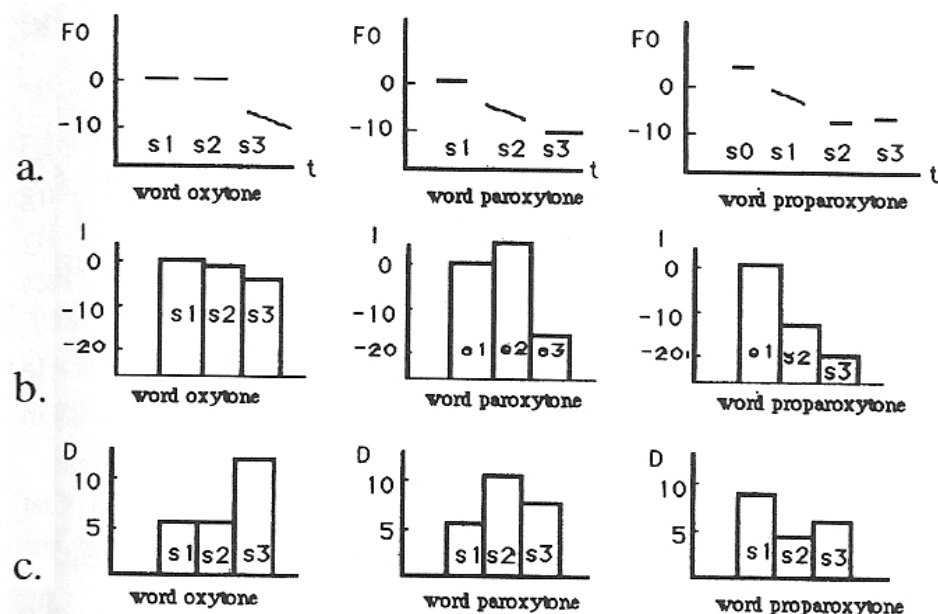 F0 F0 F0
0 0 0
-10 -10 -10
s1 s2 s3 s1 s2 s3 s0 s1 s2 s3
a. t t t
word oxytone word paroxytone word proparoxytone
I I I
0 0 0
-10 -10 -10
-20 -20 -20
s1 s2 s3 s1 s2 s3 s1 s2 s3
b.
word oxytone word paroxytone word proparoxytone
D D D
10 10 10
5 5 5
s1 s2 s3 s1 s2 s3 s1 s2 s3
c.
word oxytone word paroxytone word proparoxytone